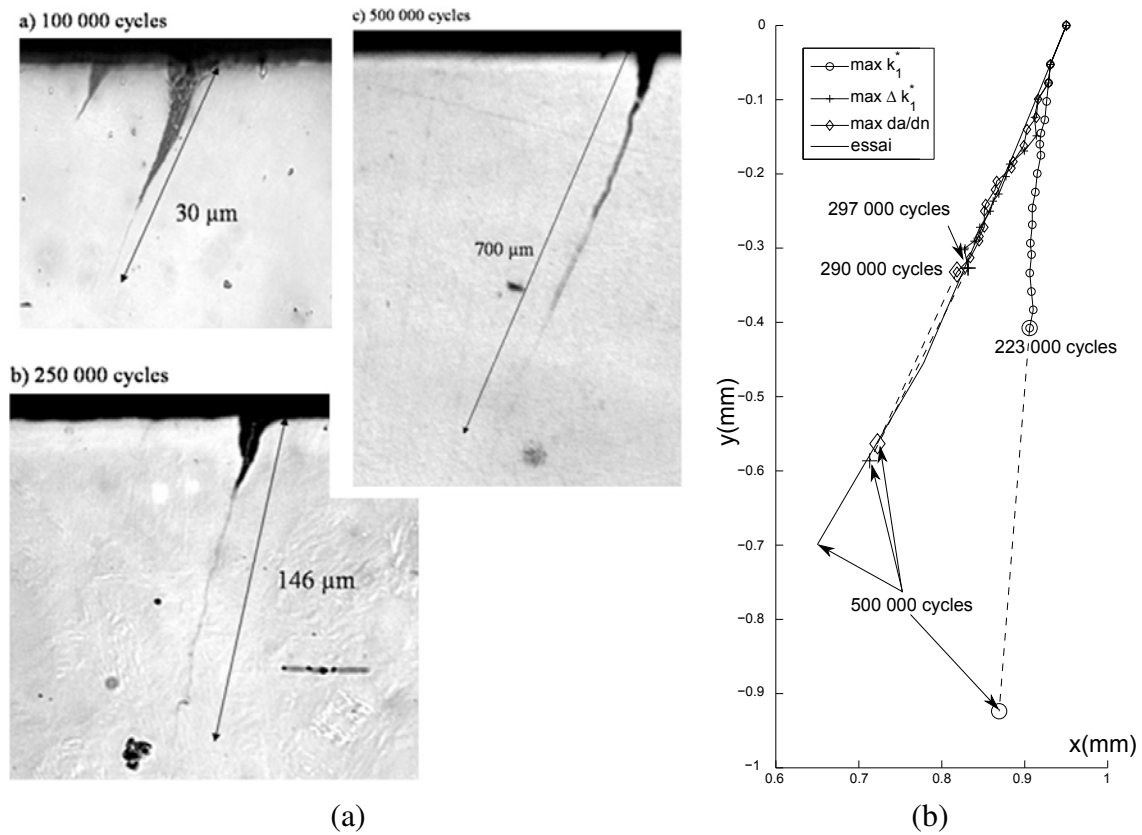 a) 100 000 cycles
30 µm
c) 500 000 cycles
700 µm
b) 250 000 cycles
146 µm
(a)
max k₁*
max Δ k₁*
max da/dn
essai
0
−0.1
−0.2
−0.3
−0.4
−0.5
−0.6
−0.7
−0.8
−0.9
−1
y(mm)
297 000 cycles
290 000 cycles
223 000 cycles
500 000 cycles
x(mm)
0.6 0.7 0.8 0.9 1
(b)